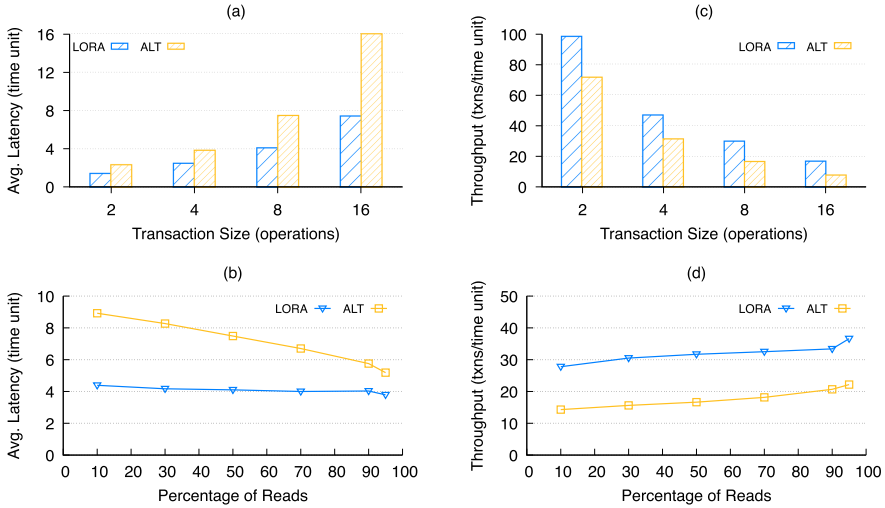 (a)
Avg. Latency (time unit)
16
12
8
4
0
LORA
ALT
2 4 8 16
Transaction Size (operations)
(c)
Throughput (txns/time unit)
100
80
60
40
20
0
LORA
ALT
2 4 8 16
Transaction Size (operations)
(b)
Avg. Latency (time unit)
10
8
6
4
2
0
LORA
ALT
0 10 20 30 40 50 60 70 80 90 100
Percentage of Reads
(d)
Throughput (txns/time unit)
50
40
30
20
10
0
LORA
ALT
0 10 20 30 40 50 60 70 80 90 100
Percentage of Reads